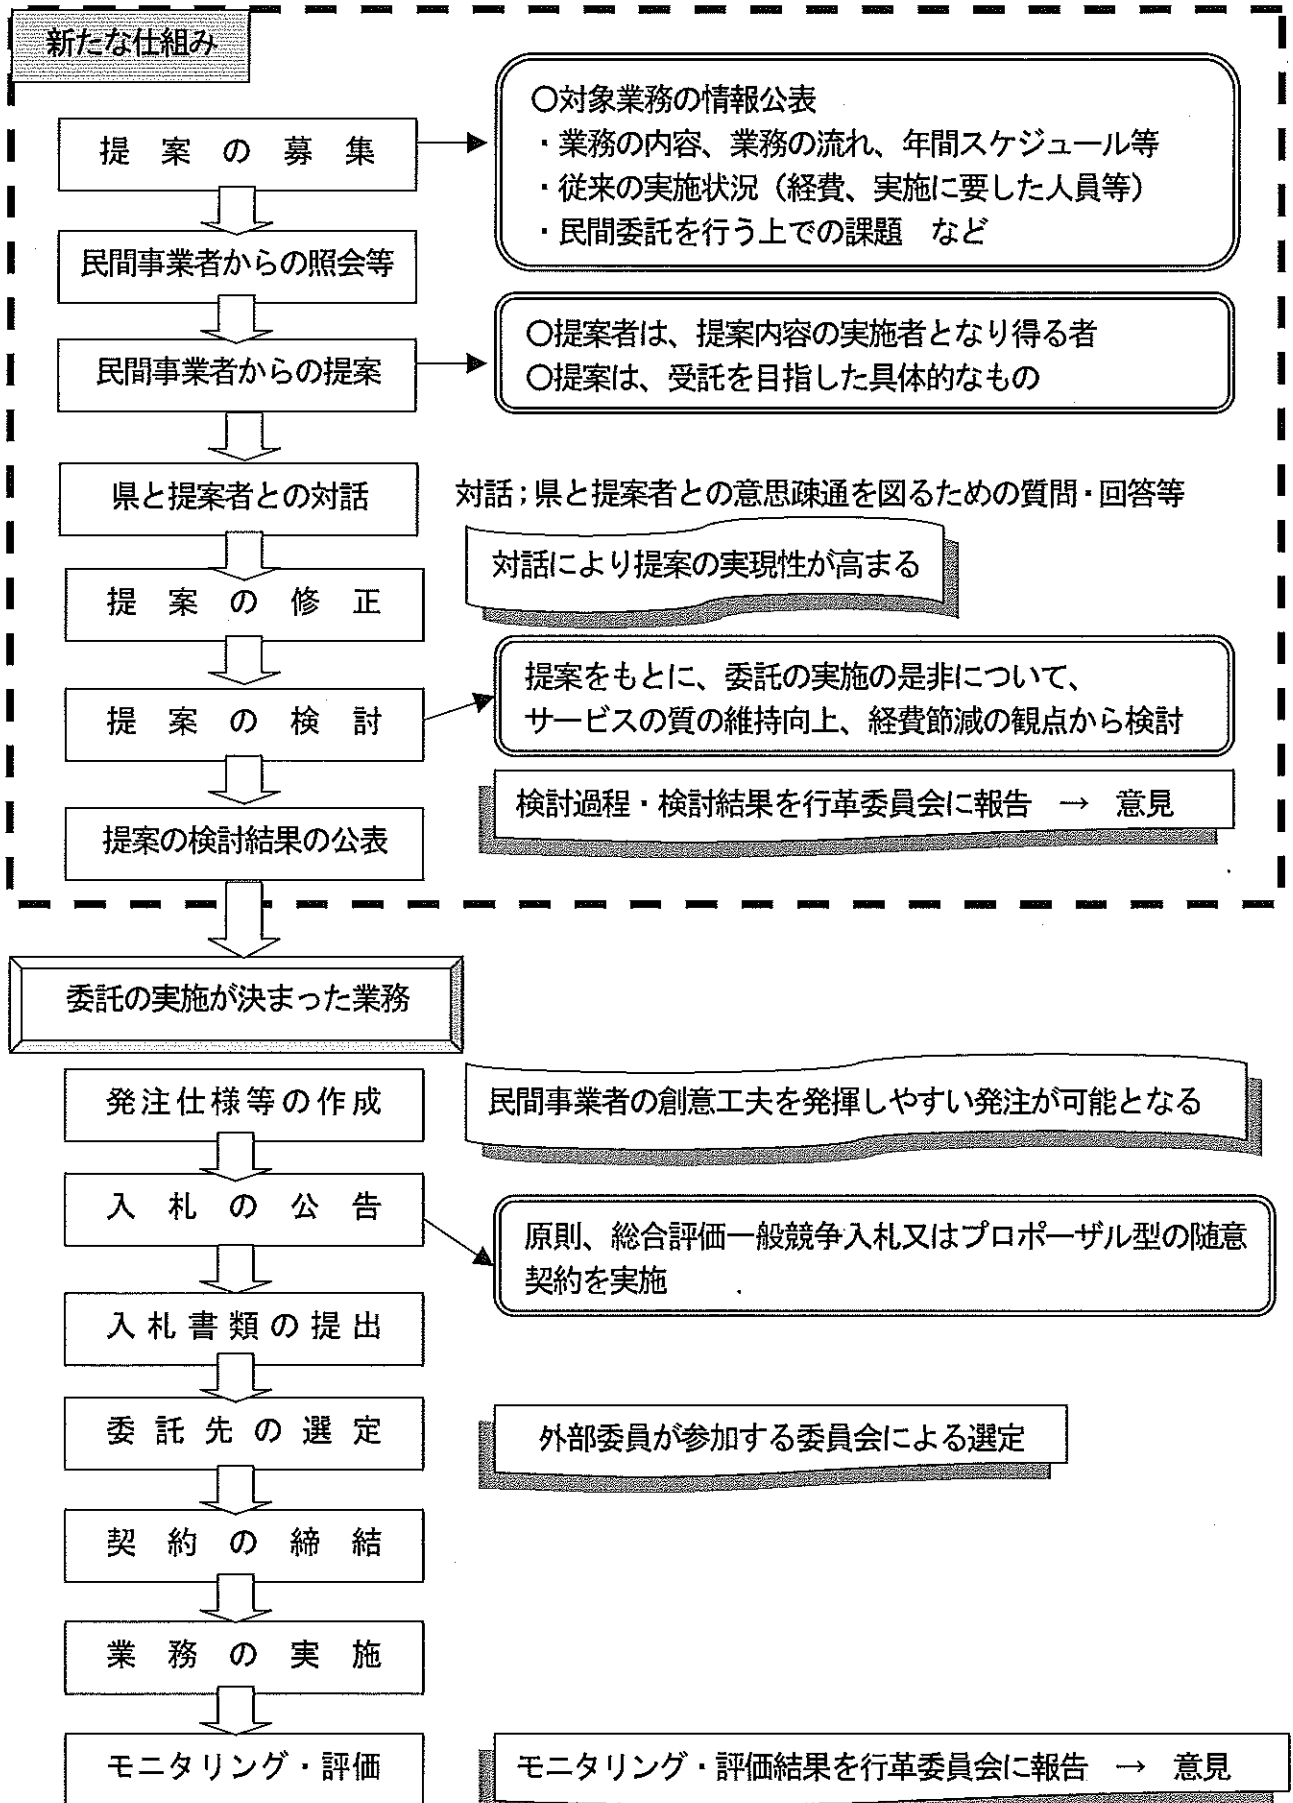 新たな仕組み
提案の募集
○対象業務の情報公表
・業務の内容、業務の流れ、年間スケジュール等
・従来の実施状況（経費、実施に要した人員等）
・民間委託を行う上での課題　など
民間事業者からの照会等
民間事業者からの提案
○提案者は、提案内容の実施者となり得る者
○提案は、受託を目指した具体的なもの
県と提案者との対話
対話；県と提案者との意思疎通を図るための質問・回答等
対話により提案の実現性が高まる
提案の修正
提案の検討
提案をもとに、委託の実施の是非について、
サービスの質の維持向上、経費節減の観点から検討
検討過程・検討結果を行革委員会に報告　→　意見
提案の検討結果の公表
委託の実施が決まった業務
発注仕様等の作成
民間事業者の創意工夫を発揮しやすい発注が可能となる
入札の公告
原則、総合評価一般競争入札又はプロポーザル型の随意
契約を実施
入札書類の提出
委託先の選定
外部委員が参加する委員会による選定
契約の締結
業務の実施
モニタリング・評価
モニタリング・評価結果を行革委員会に報告　→　意見